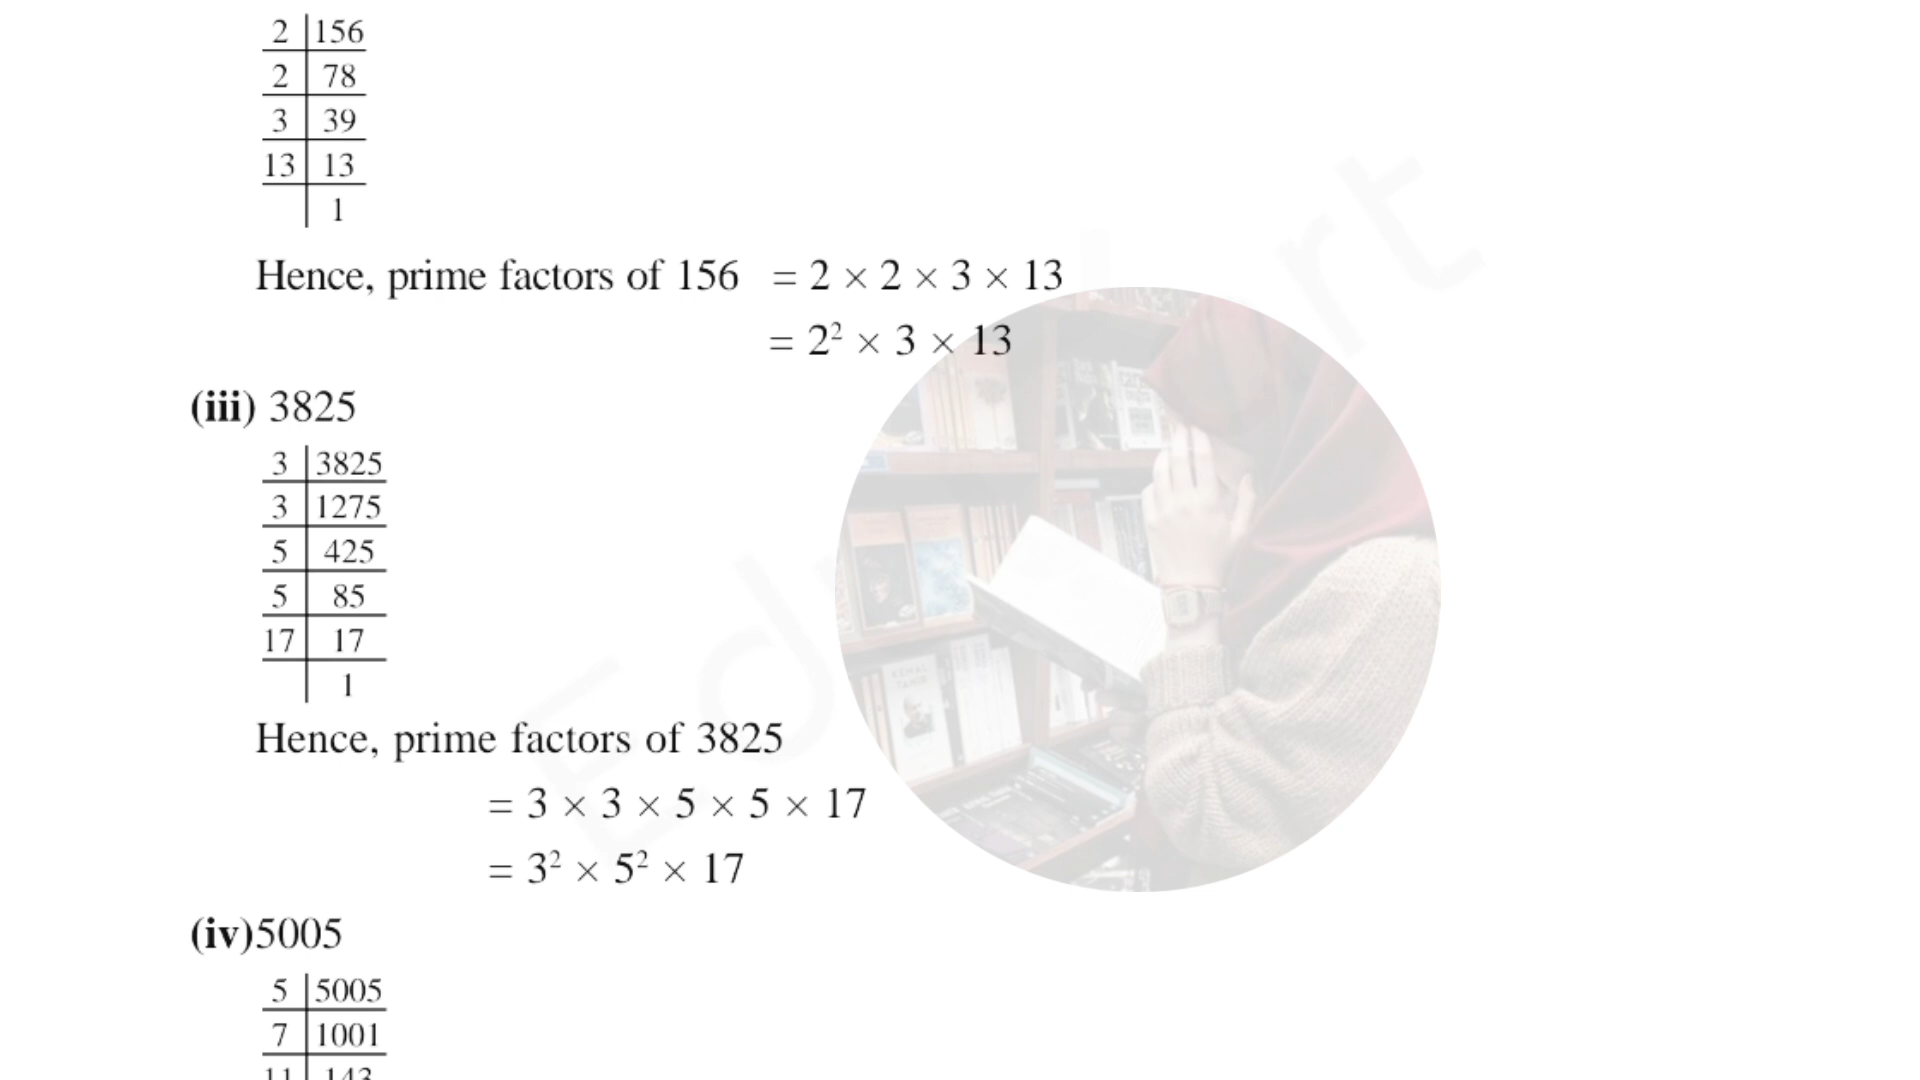 2 156
2 78
3 39
13 13
1
Hence, prime factors of 156 = 2 × 2 × 3 × 13
= 2² × 3 × 13
(iii) 3825
3 3825
3 1275
5 425
5 85
17 17
1
Hence, prime factors of 3825
= 3 × 3 × 5 × 5 × 17
= 3² × 5² × 17
(iv)5005
5 5005
7 1001
11 143